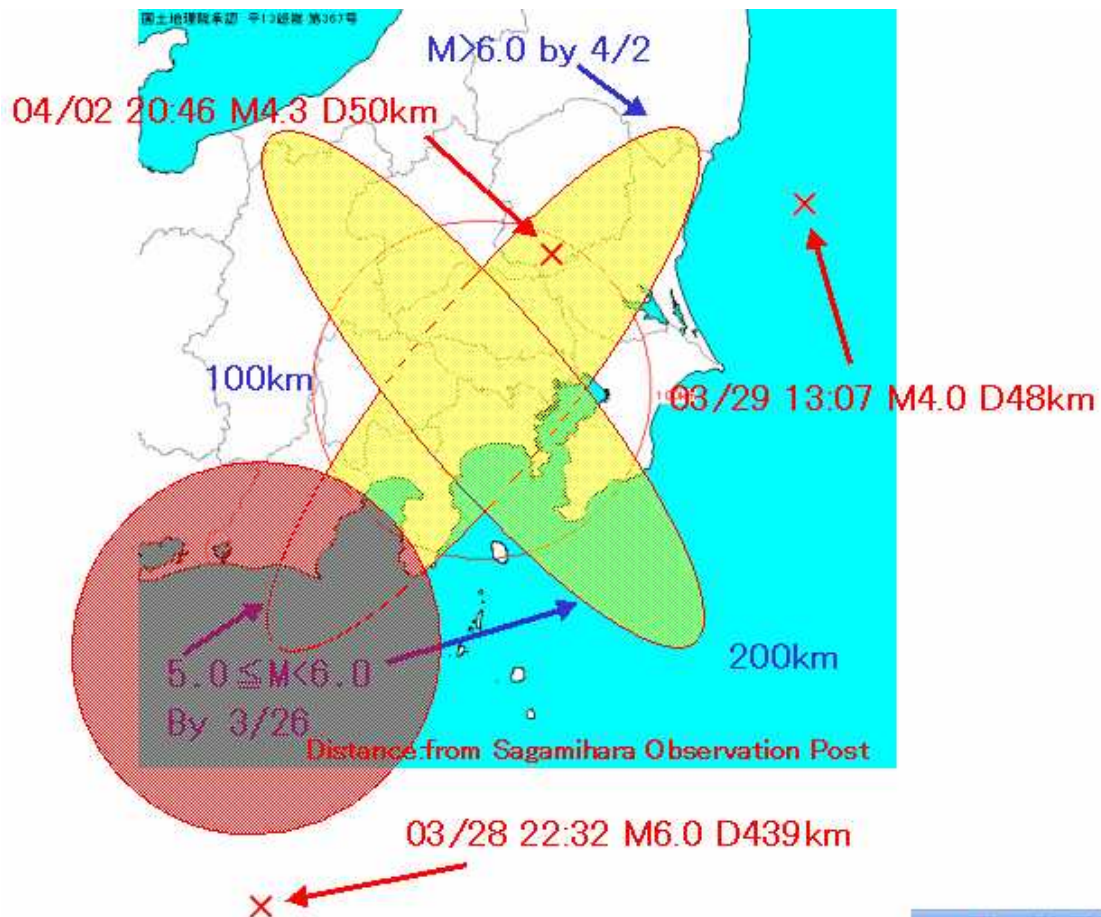 国土地理院承認 平13総複 第367号
M>6.0 by 4/2
04/02 20:46 M4.3 D50km
100km
03/29 13:07 M4.0 D48km
5.0≦M<6.0
By 3/26
200km
Distance from Sagamihara Observation Post
03/28 22:32 M6.0 D439km